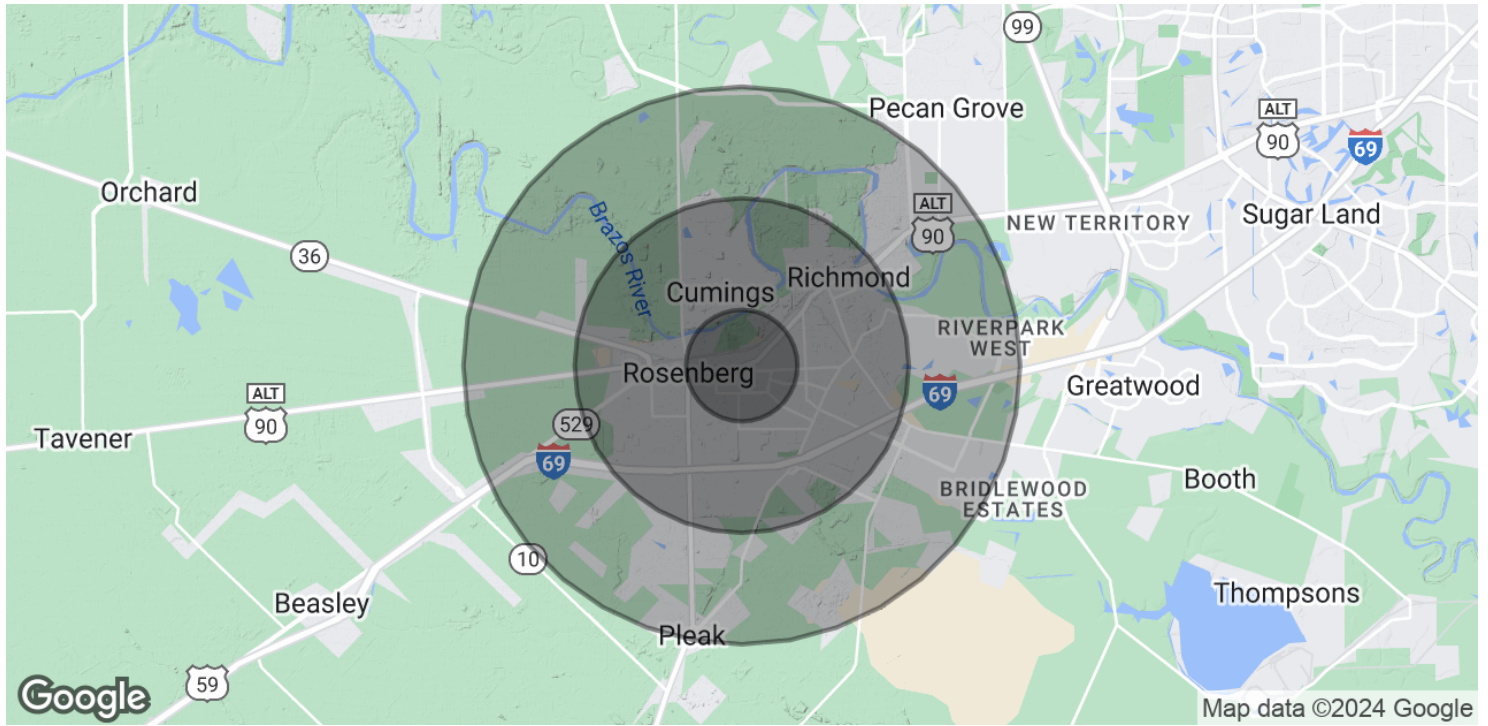 99
Pecan Grove
ALT
90
69
Orchard
ALT
90
NEW TERRITORY
Sugar Land
36
Brazos River
Richmond
Cumings
RIVERPARK
WEST
Rosenberg
69
Greatwood
ALT
90
529
Tavener
69
Booth
BRIDLEWOOD
ESTATES
10
Beasley
Thompsons
Pleak
59
Google
Map data ©2024 Google